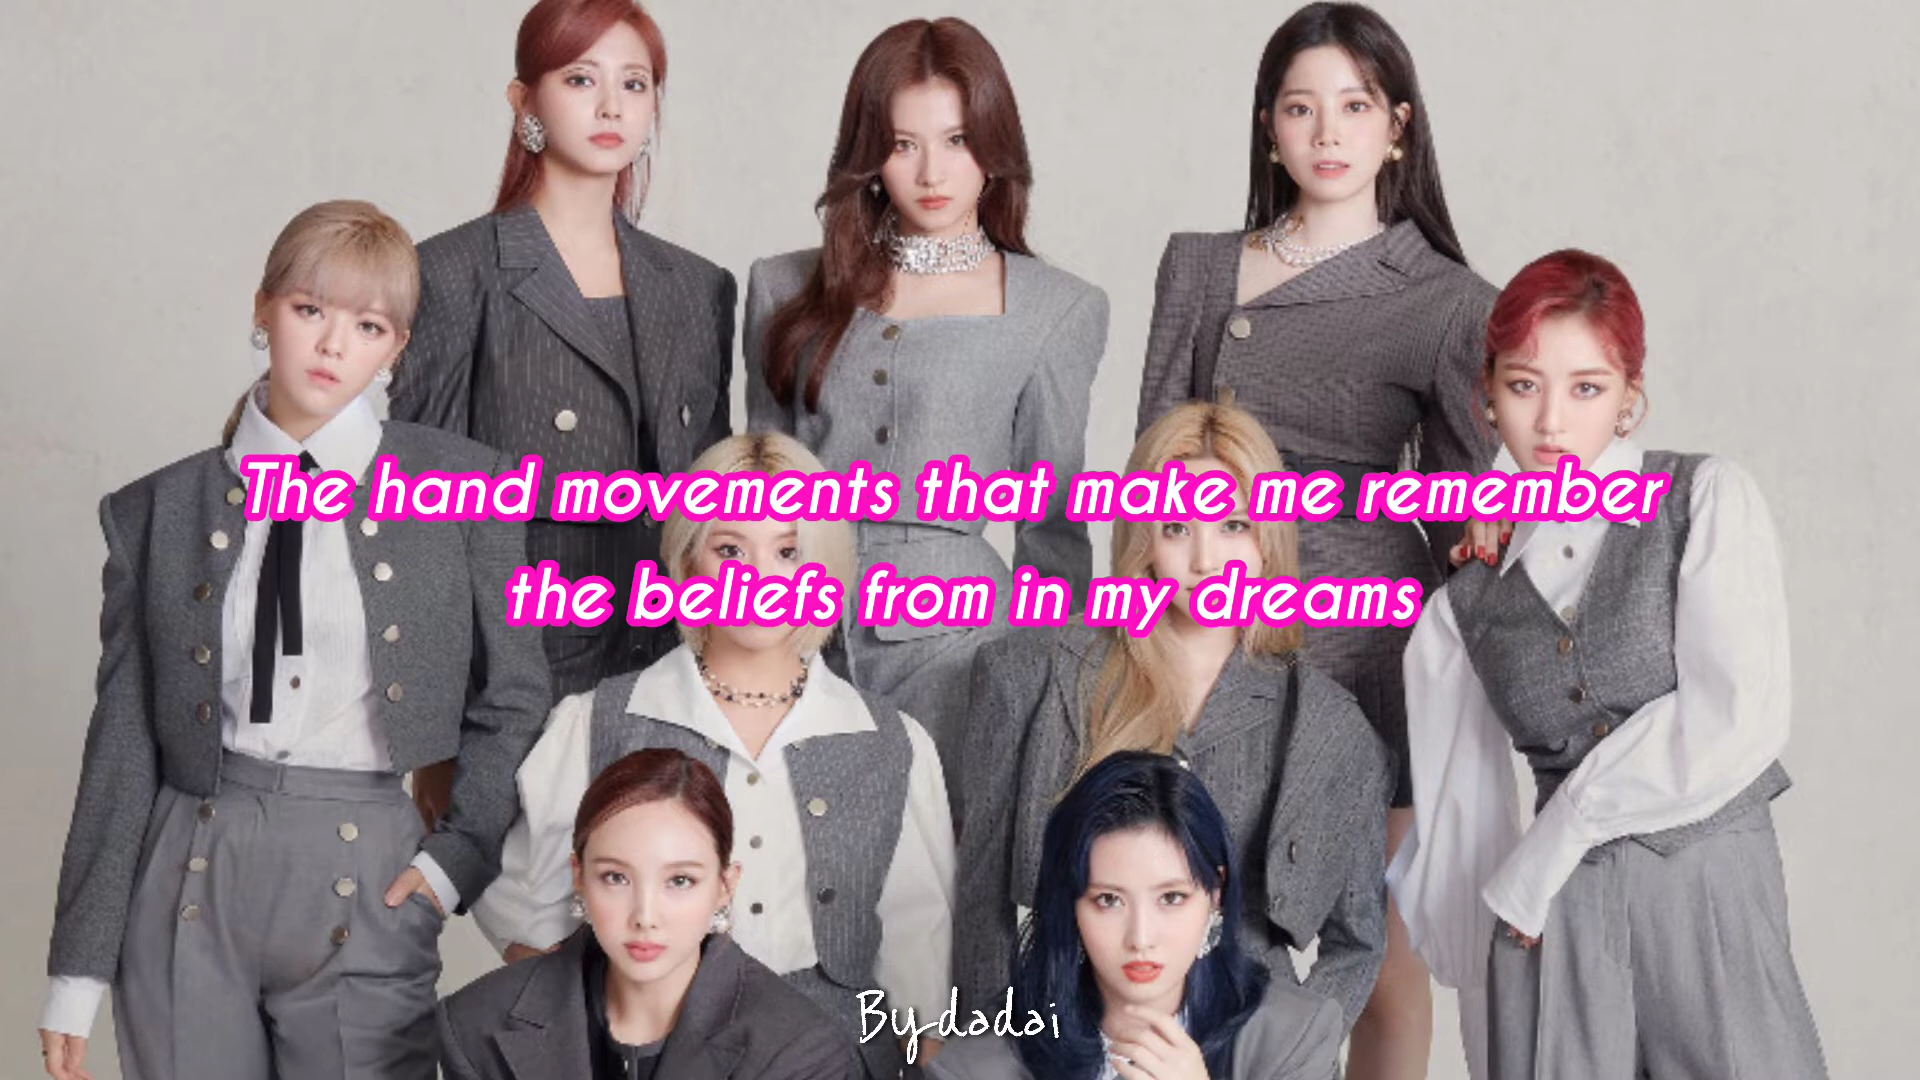 The hand movements that make me remember
the beliefs from in my dreams
By dadai